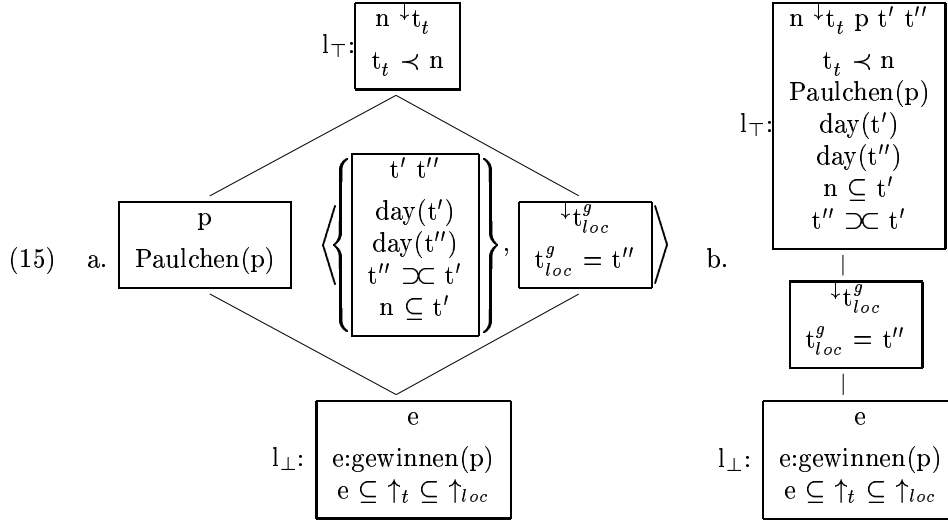 (15) a.
l⊤:
n ↓t_t
t_t ≺ n
p
Paulchen(p)
⟨{
t′ t″
day(t′)
day(t″)
t″ ⊃⊂ t′
n ⊆ t′
},
↓t^g_loc
t^g_loc = t″
⟩
l⊥:
e
e:gewinnen(p)
e ⊆ ↑_t ⊆ ↑_loc
b.
l⊤:
n ↓t_t p t′ t″
t_t ≺ n
Paulchen(p)
day(t′)
day(t″)
n ⊆ t′
t″ ⊃⊂ t′
↓t^g_loc
t^g_loc = t″
l⊥:
e
e:gewinnen(p)
e ⊆ ↑_t ⊆ ↑_loc